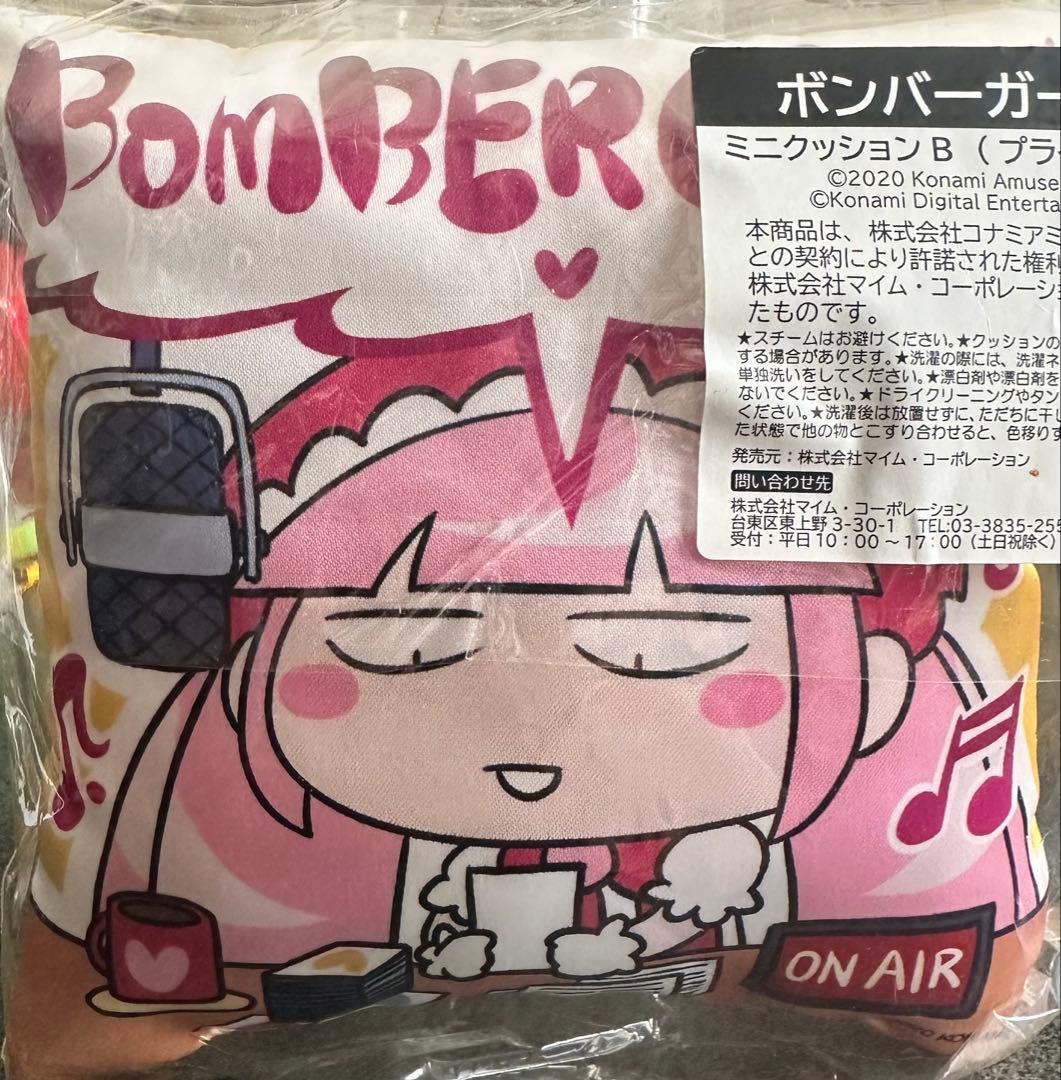 BOMBERG
ボンバーガー
ミニクッション B （プラ
©2020 Konami Amuse
©Konami Digital Enterta
本商品は、株式会社コナミアミ
との契約により許諾された権利
株式会社マイム・コーポレーショ
たものです。
★スチームはお避けください。★クッションの
する場合があります。★洗濯の際には、洗濯ネ
単独洗いをしてください。★漂白剤や漂白剤を
ないでください。★ドライクリーニングやタン
ください。★洗濯後は放置せずに、ただちに干し
た状態で他の物とこすり合わせると、色移りす
発売元：株式会社マイム・コーポレーション
問い合わせ先
株式会社マイム・コーポレーション
台東区東上野 3-30-1 TEL:03-3835-255
受付：平日 10：00～17：00（土日祝除く）
ON AIR